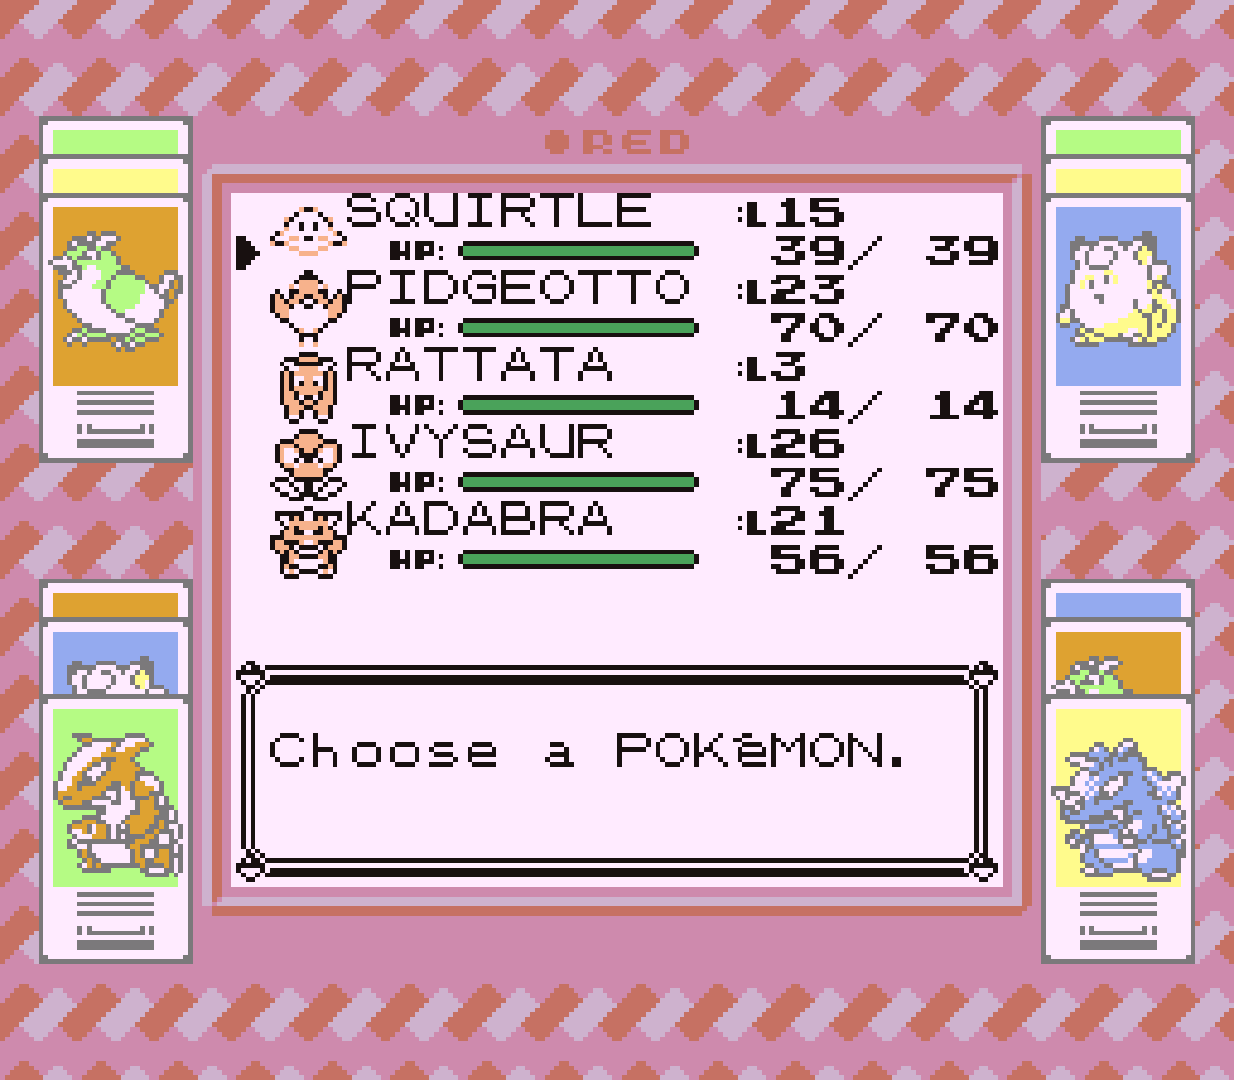 RED
SQUIRTLE :L15
HP: 39/ 39
PIDGEOTTO :L23
HP: 70/ 70
RATTATA :L3
HP: 14/ 14
IVYSAUR :L26
HP: 75/ 75
KADABRA :L21
HP: 56/ 56
Choose a POKéMON.